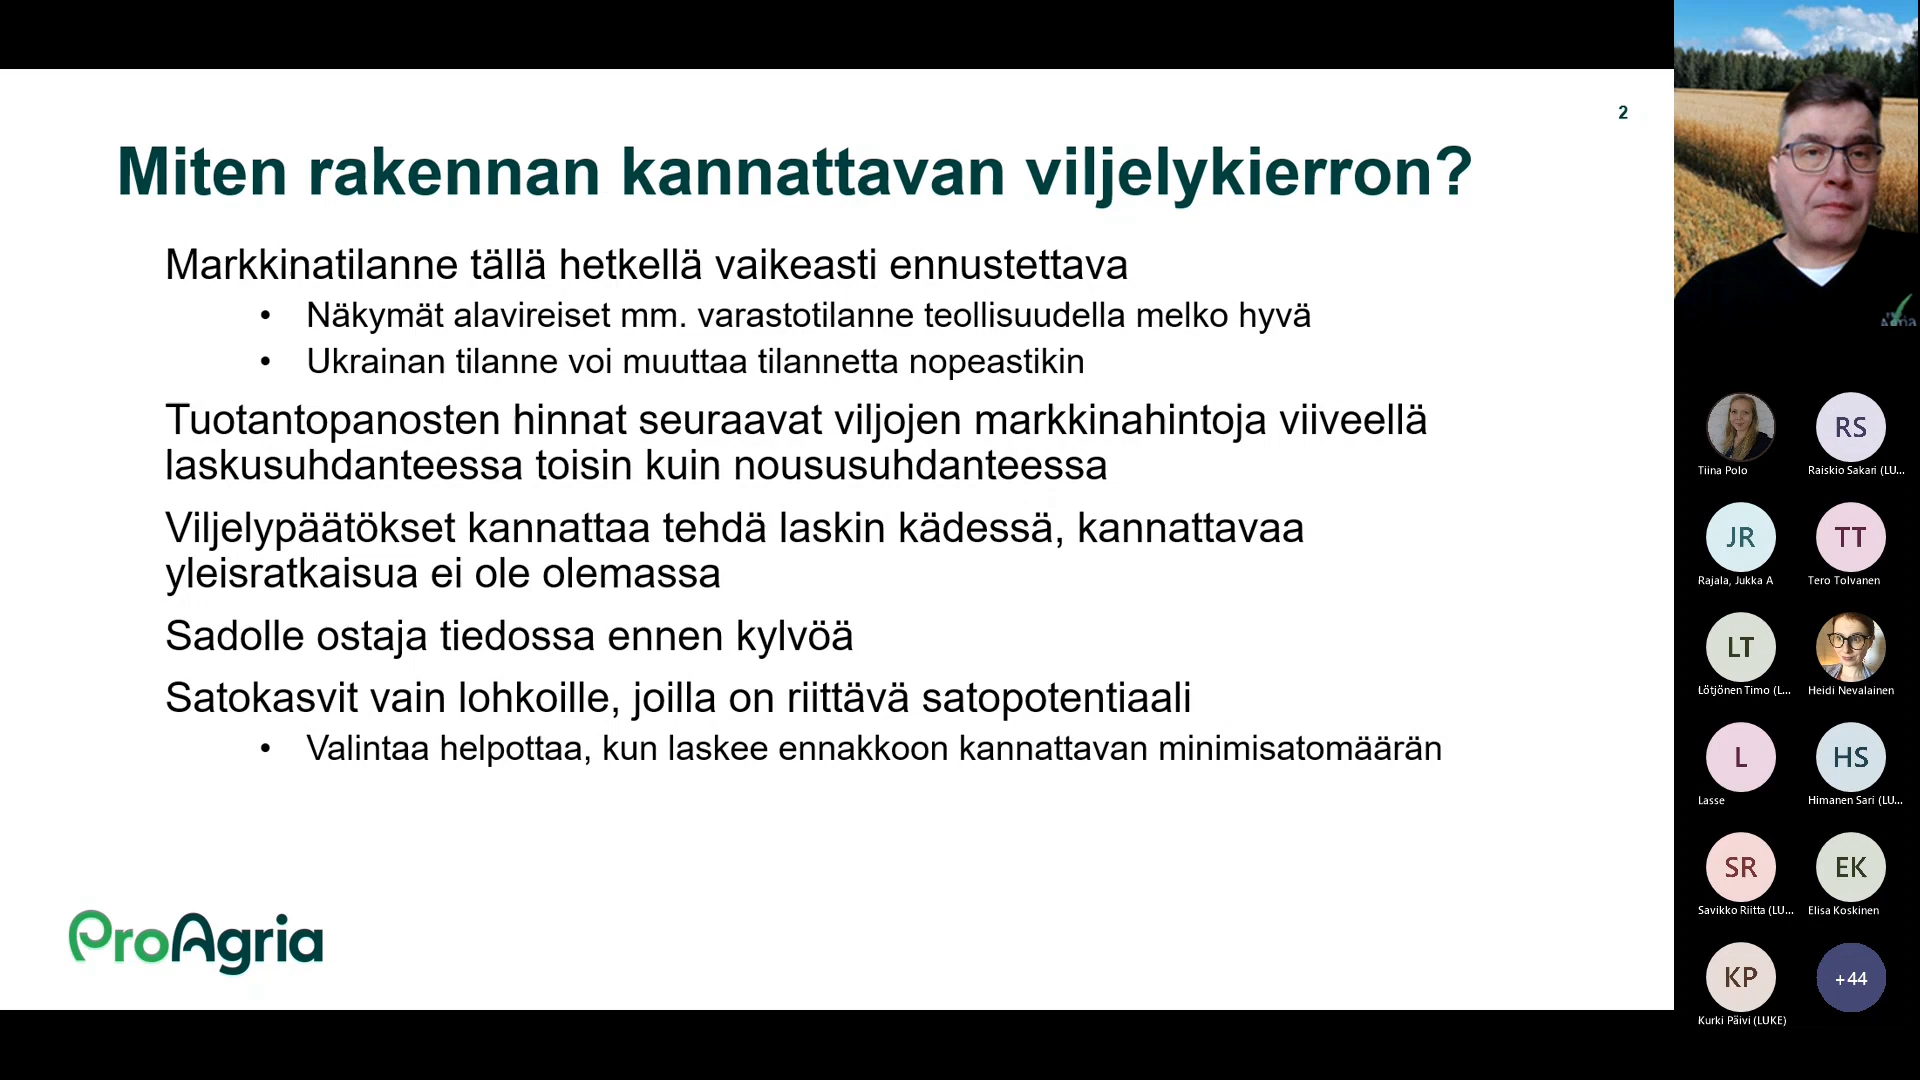 2
Miten rakennan kannattavan viljelykierron?
Markkinatilanne tällä hetkellä vaikeasti ennustettava
• Näkymät alavireiset mm. varastotilanne teollisuudella melko hyvä
• Ukrainan tilanne voi muuttaa tilannetta nopeastikin
Tuotantopanosten hinnat seuraavat viljojen markkinahintoja viiveellä
laskusuhdanteessa toisin kuin noususuhdanteessa
Viljelypäätökset kannattaa tehdä laskin kädessä, kannattavaa
yleisratkaisua ei ole olemassa
Sadolle ostaja tiedossa ennen kylvöä
Satokasvit vain lohkoille, joilla on riittävä satopotentiaali
• Valintaa helpottaa, kun laskee ennakkoon kannattavan minimisatomäärän
ProAgria
Tiina Polo
RS
Raiskio Sakari (LU...
JR
Rajala, Jukka A
TT
Tero Tolvanen
LT
Lötjönen Timo (L...
Heidi Nevalainen
L
Lasse
HS
Himanen Sari (LU...
SR
Savikko Riitta (LU...
EK
Elisa Koskinen
KP
Kurki Päivi (LUKE)
+44